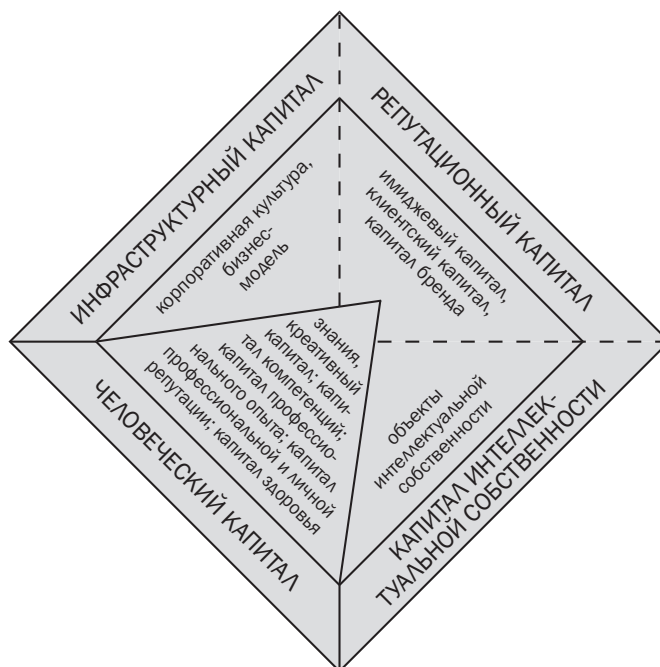 ИНФРАСТРУКТУРНЫЙ КАПИТАЛ
РЕПУТАЦИОННЫЙ КАПИТАЛ
корпоративная культура,
бизнес-
модель
имиджевый капитал,
клиентский капитал,
капитал бренда
знания,
креативный
капитал; капи-
тал компетенций;
капитал профессио-
нального опыта; капитал
профессиональной и личной
репутации; капитал здоровья
объекты
интеллектуальной
собственности
ЧЕЛОВЕЧЕСКИЙ КАПИТАЛ
КАПИТАЛ ИНТЕЛЛЕК-
ТУАЛЬНОЙ СОБСТВЕННОСТИ